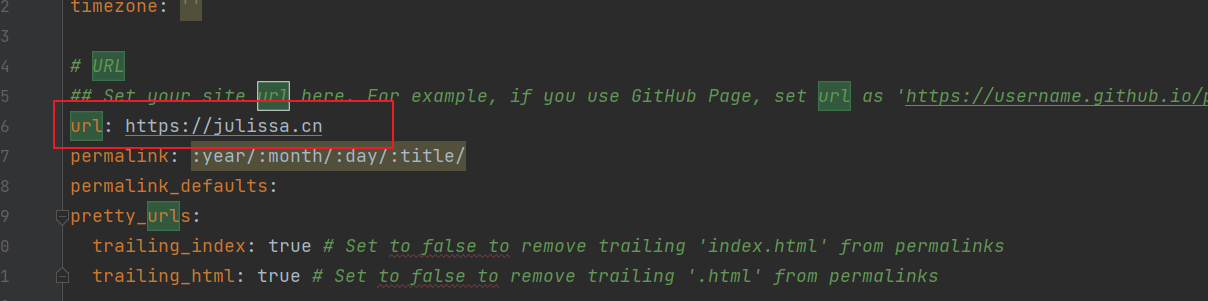 2 timezone: ''
3
4 # URL
5 ## Set your site url here. For example, if you use GitHub Page, set url as 'https://username.github.io/p
6 url: https://julissa.cn
7 permalink: :year/:month/:day/:title/
8 permalink_defaults:
9 pretty_urls:
0 trailing_index: true # Set to false to remove trailing 'index.html' from permalinks
1 trailing_html: true # Set to false to remove trailing '.html' from permalinks